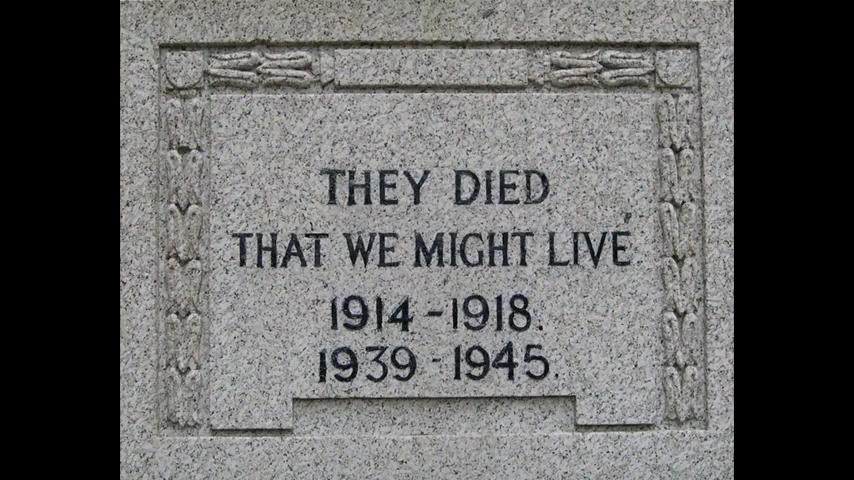 THEY DIED
THAT WE MIGHT LIVE
1914 - 1918.
1939 - 1945.